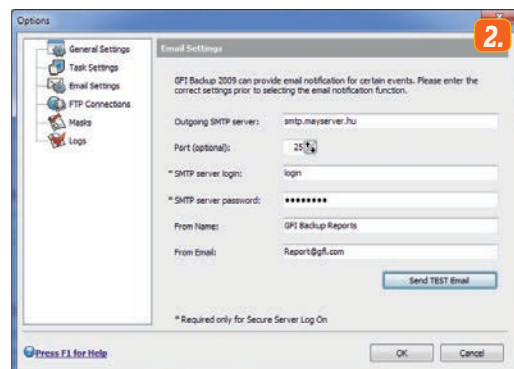 Options
2.
General Settings
Task Settings
Email Settings
FTP Connections
Masks
Logs
Email Settings
GFI Backup 2009 can provide email notification for certain events. Please enter the
correct settings prior to selecting the email notification function.
Outgoing SMTP server: smtp.mayserver.hu
Port (optional): 25
* SMTP server login: login
* SMTP server password: ••••••••
From Name: GFI Backup Reports
From Email: Report@gfi.com
Send TEST Email
* Required only for Secure Server Log On
Press F1 for Help
OK
Cancel